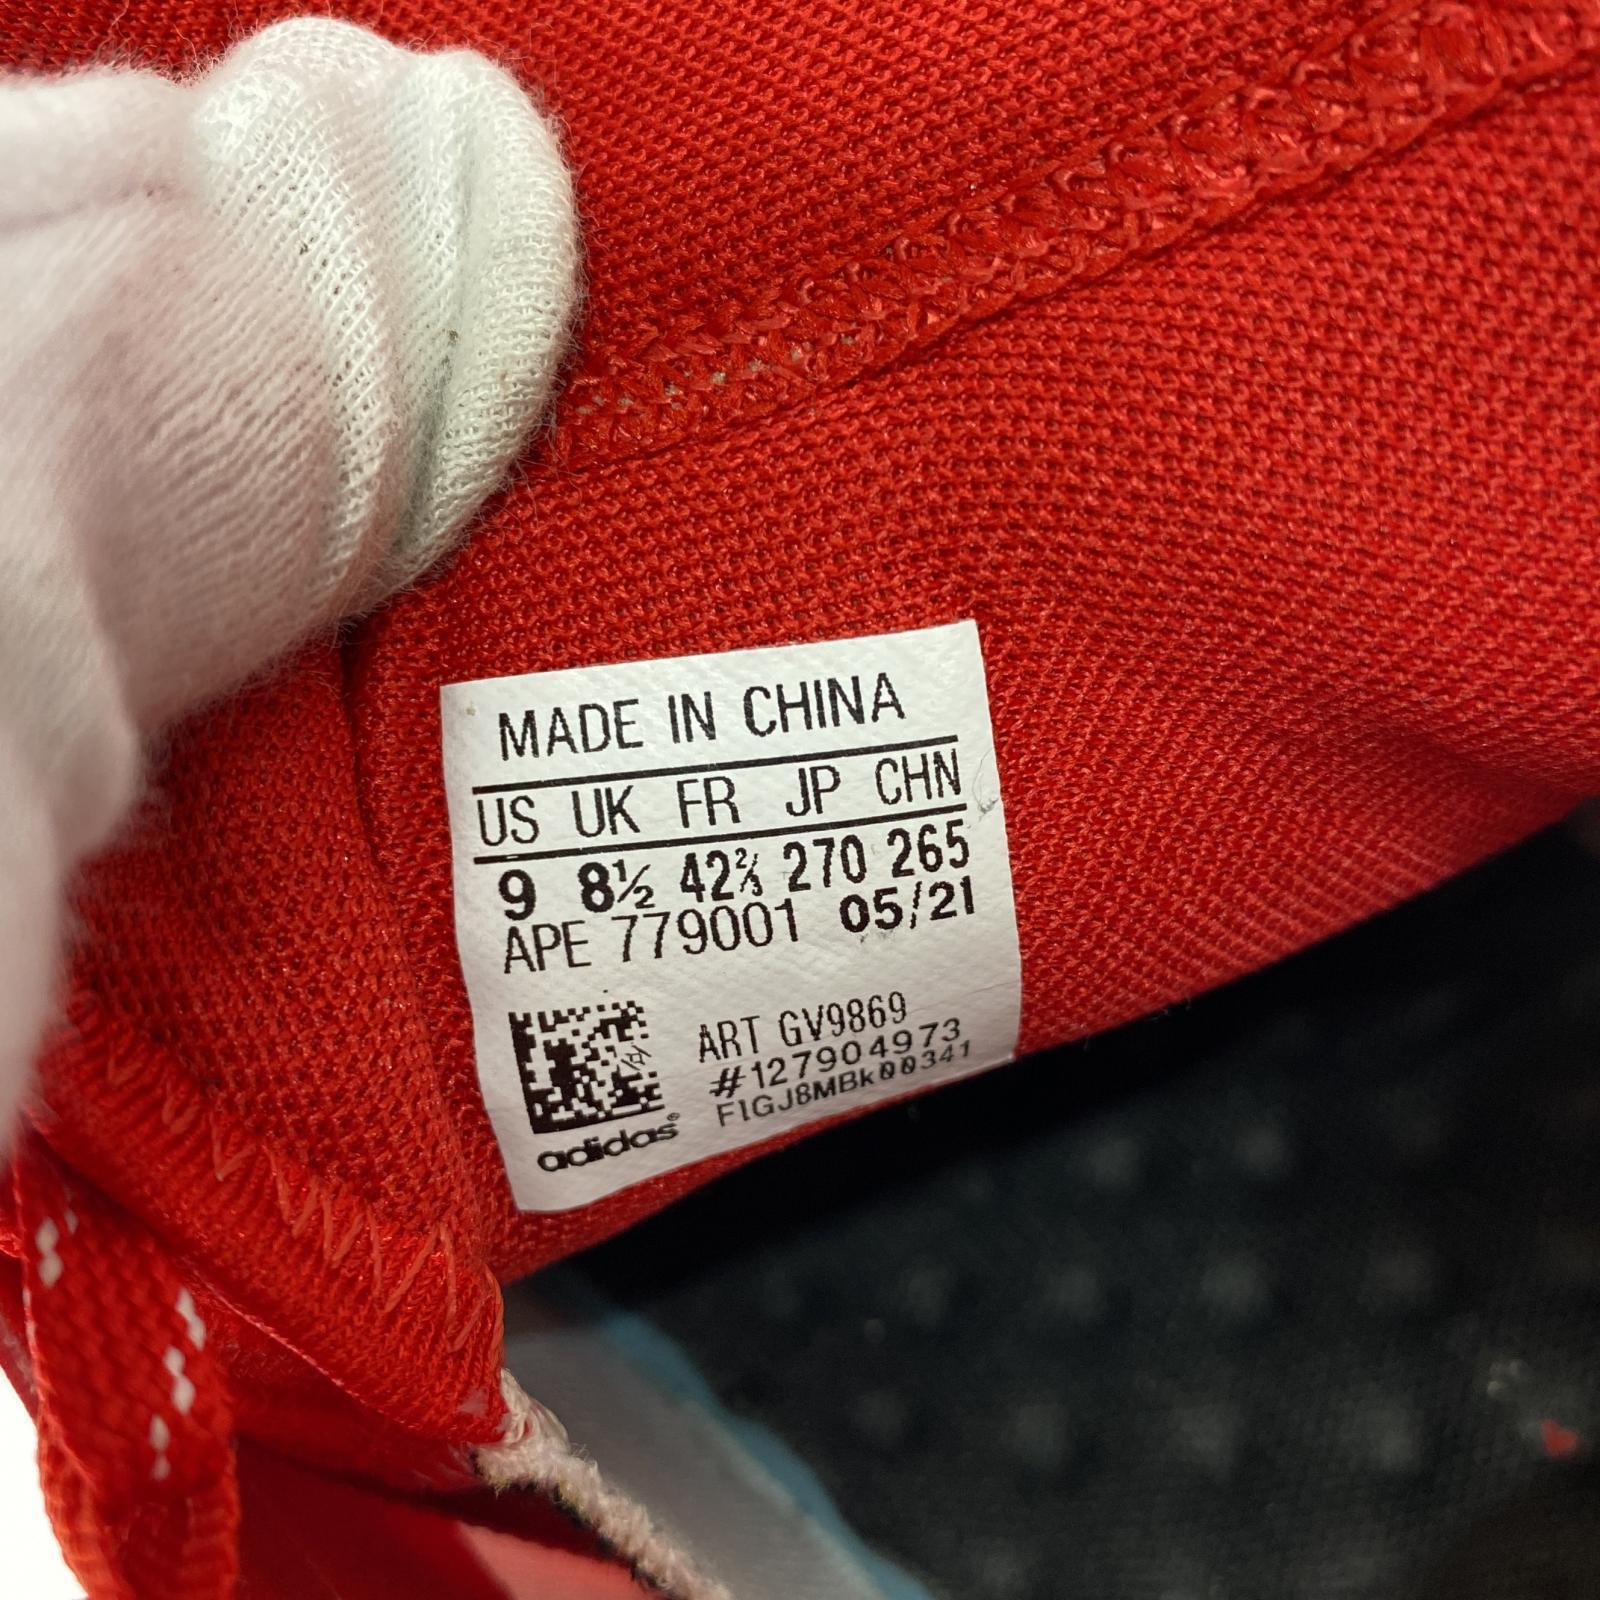 MADE IN CHINA
US UK FR JP CHN
9 8½ 42⅔ 270 265
APE 779001 05/21
ART GV9869
#127904973
F1GJ8MBk00341
adidas®